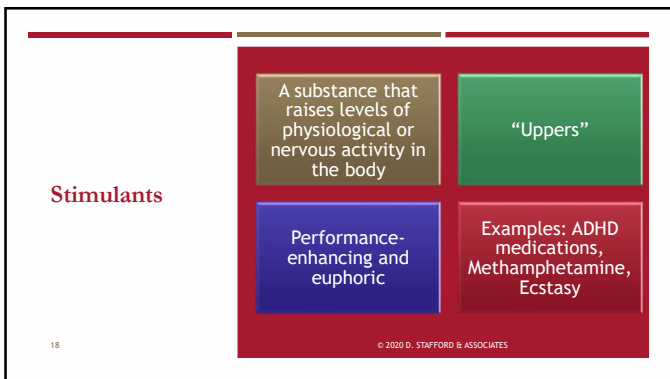 Stimulants
A substance that
raises levels of
physiological or
nervous activity in
the body
“Uppers”
Performance-
enhancing and
euphoric
Examples: ADHD
medications,
Methamphetamine,
Ecstasy
18
© 2020 D. STAFFORD & ASSOCIATES